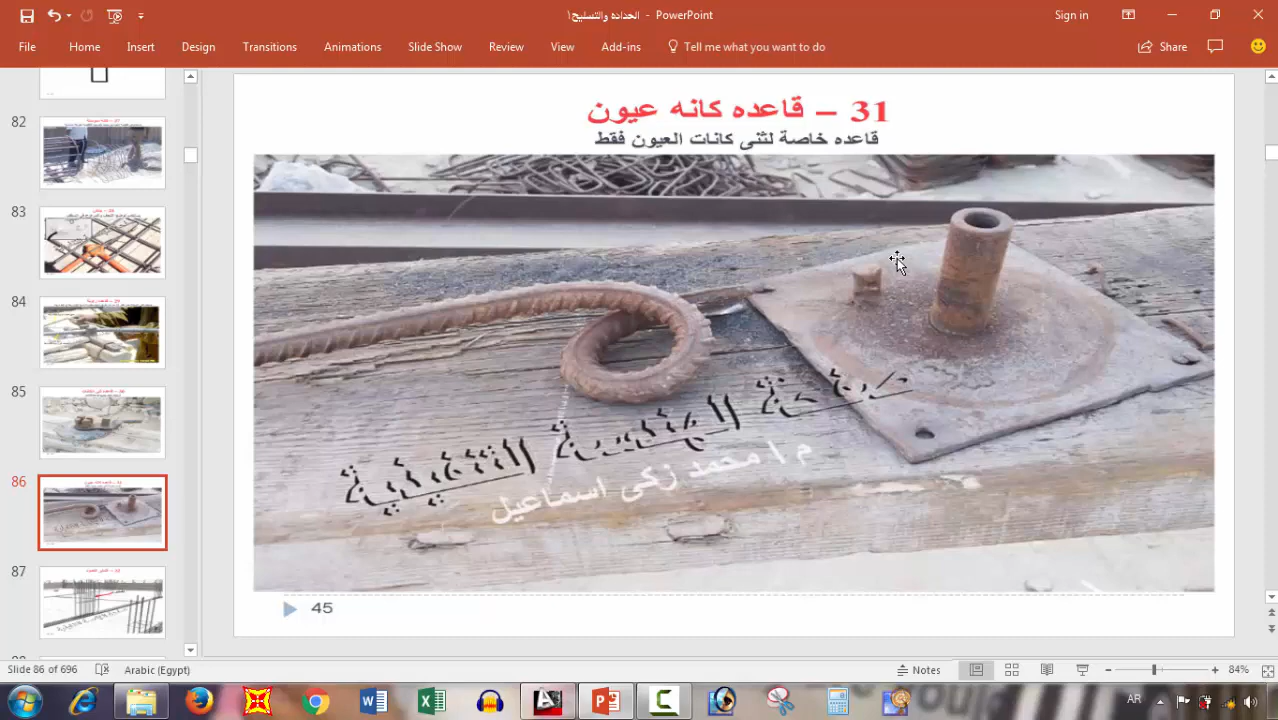 الحداده والتسليح١ - PowerPoint
Sign in
File Home Insert Design Transitions Animations Slide Show Review View Add-ins Tell me what you want to do
Share
82
83
84
85
86
87
31 – قاعده كانه عيون
قاعده خاصة لثنى كانات العيون فقط
الهندسية التنفيذية
م / محمد زكى اسماعيل
45
Slide 86 of 696
Arabic (Egypt)
Notes
84%
AR